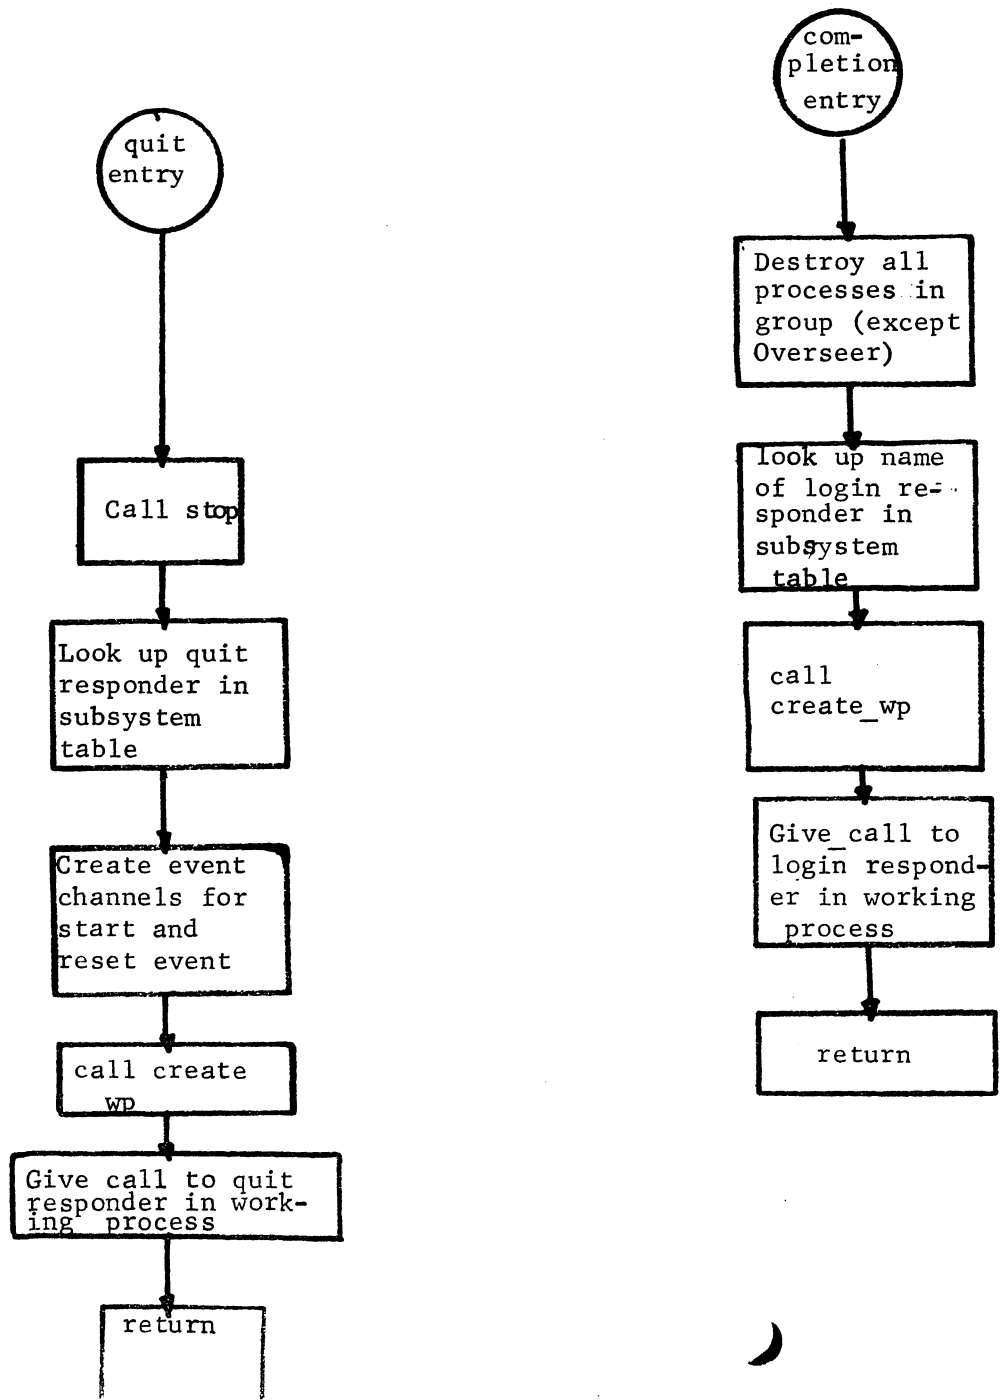 quit
entry
Call stop
Look up quit
responder in
subsystem
table
Create event
channels for
start and
reset event
call create
wp
Give call to quit
responder in work-
ing process
return
com-
pletion
entry
Destroy all
processes in
group (except
Overseer)
look up name
of login re-
sponder in
subsystem
table
call
create_wp
Give_call to
login respond-
er in working
process
return